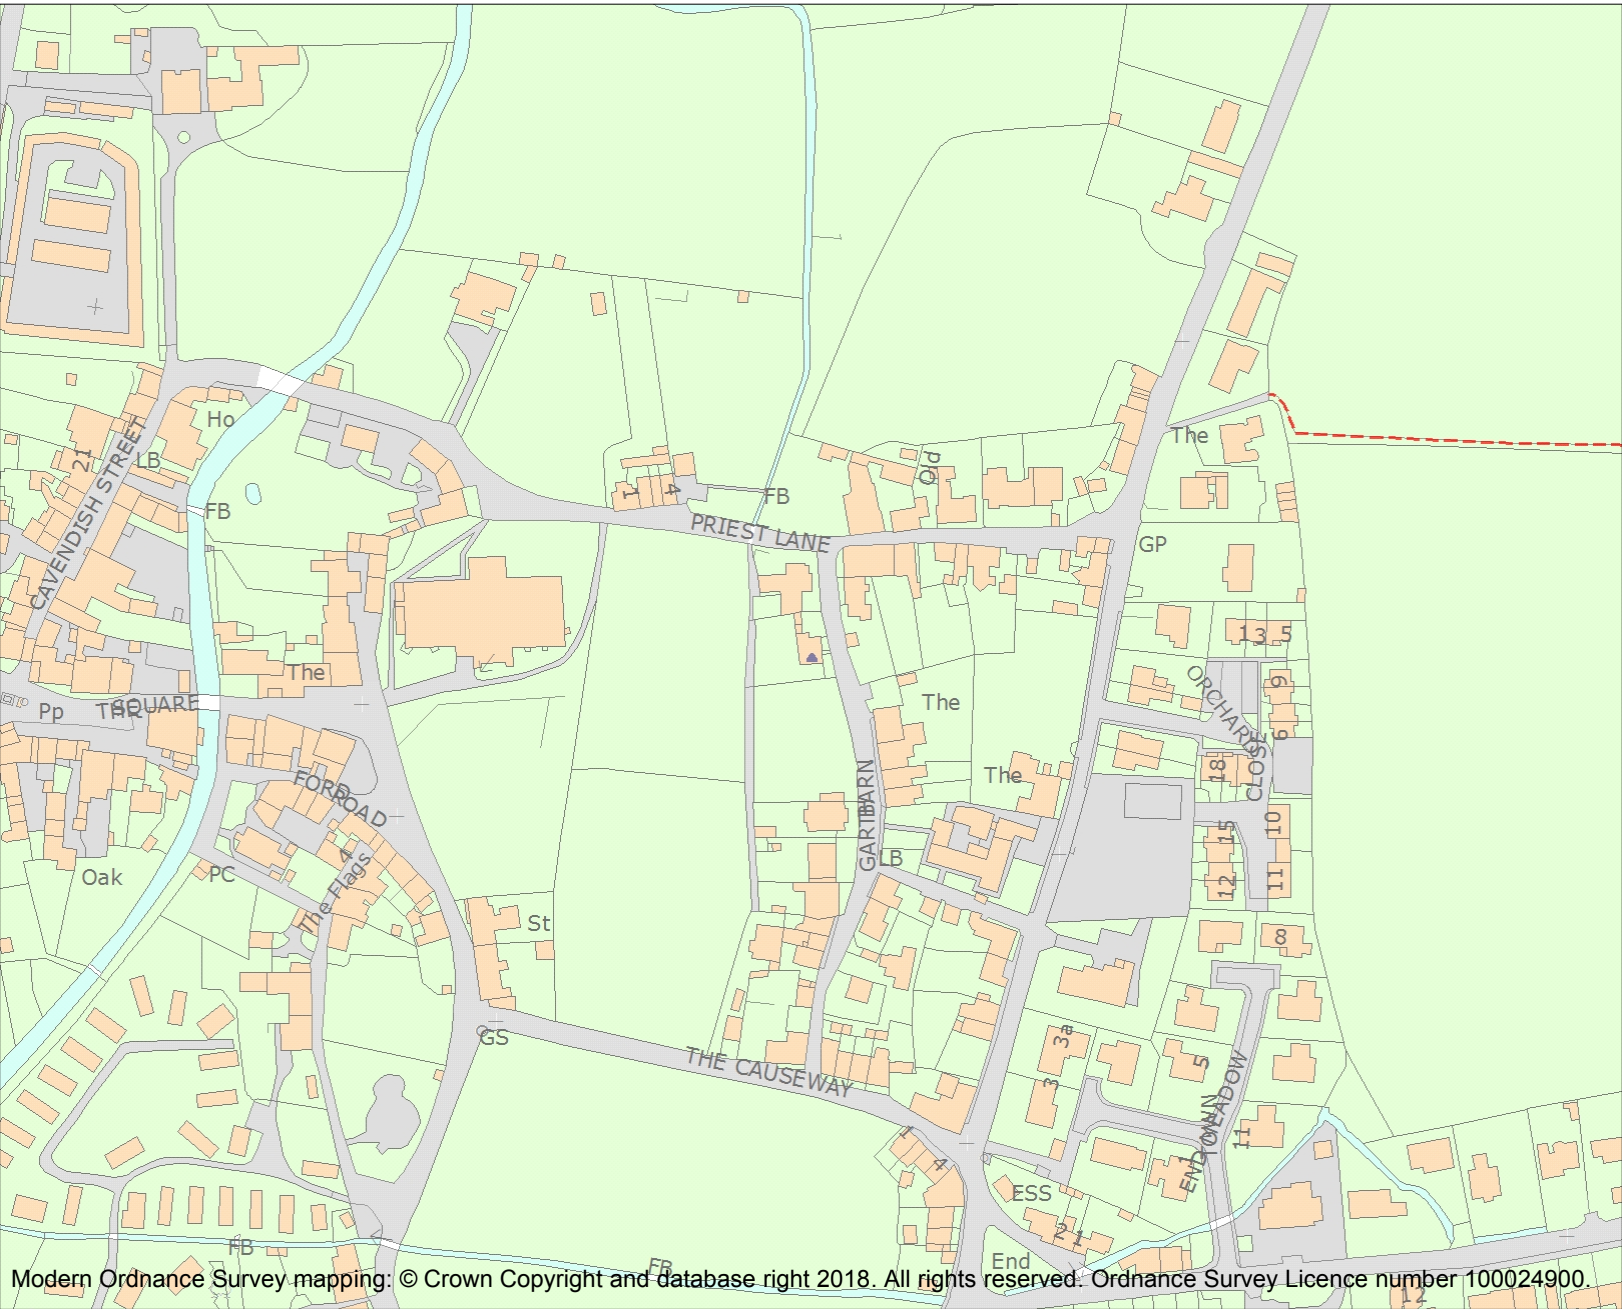 Ho
The
21
LB
Old
CAVENDISH STREET
FB
1
4
FB
PRIEST LANE
GP
1 3 5
The
ORCHARD
CLOSE
9
6
Pp
THE
SQUARE
The
The
FORD
ROAD
GARTH
BARN
18
15
10
4
The Flags
LB
Oak
PC
12
11
St
8
GS
3a
THE CAUSEWAY
3
5
TOWN
MEADOW
END
11
1
1
4
ESS
2 1
FB
FB
End
12
Modern Ordnance Survey mapping: © Crown Copyright and database right 2018. All rights reserved. Ordnance Survey Licence number 100024900.